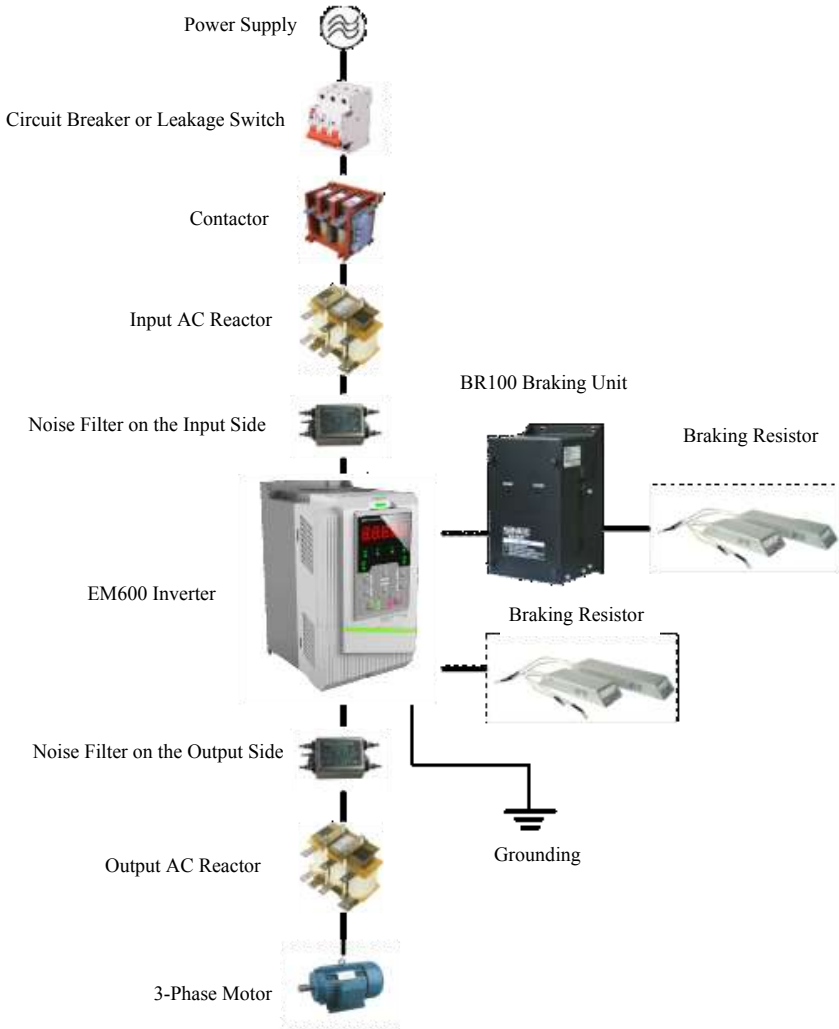 Power Supply
Circuit Breaker or Leakage Switch
Contactor
Input AC Reactor
BR100 Braking Unit
Noise Filter on the Input Side
Braking Resistor
EM600 Inverter
Braking Resistor
Noise Filter on the Output Side
Grounding
Output AC Reactor
3-Phase Motor